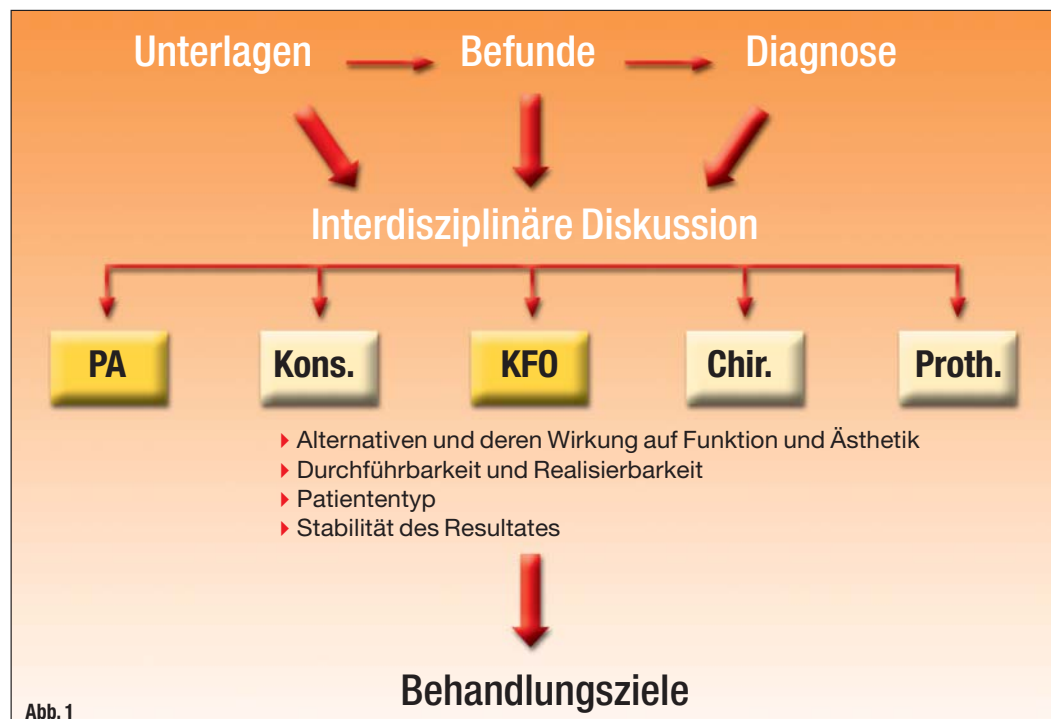 Unterlagen Befunde Diagnose
Interdisziplinäre Diskussion
PA Kons. KFO Chir. Proth.
Alternativen und deren Wirkung auf Funktion und Ästhetik
Durchführbarkeit und Realisierbarkeit
Patiententyp
Stabilität des Resultates
Behandlungsziele
Abb. 1